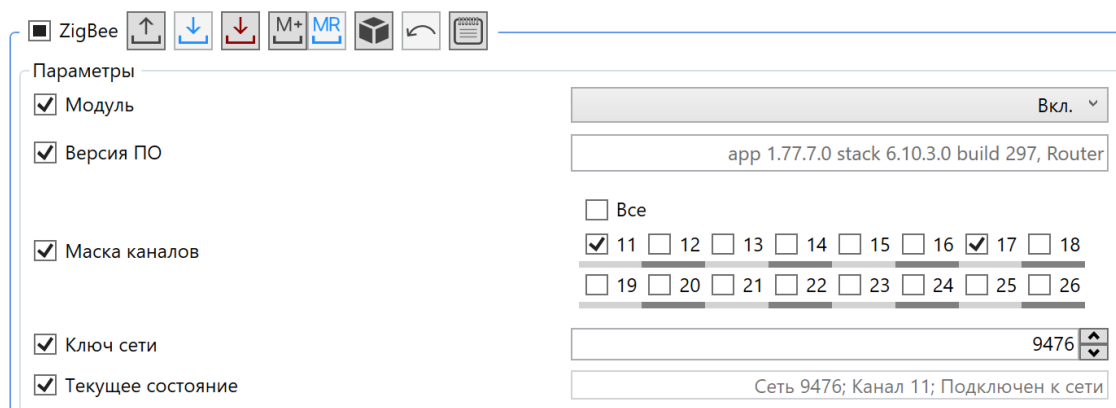 ZigBee M+ MR
Параметры
Модуль Вкл.
Версия ПО app 1.77.7.0 stack 6.10.3.0 build 297, Router
Все
Маска каналов
11 12 13 14 15 16 17 18
19 20 21 22 23 24 25 26
Ключ сети 9476
Текущее состояние Сеть 9476; Канал 11; Подключен к сети